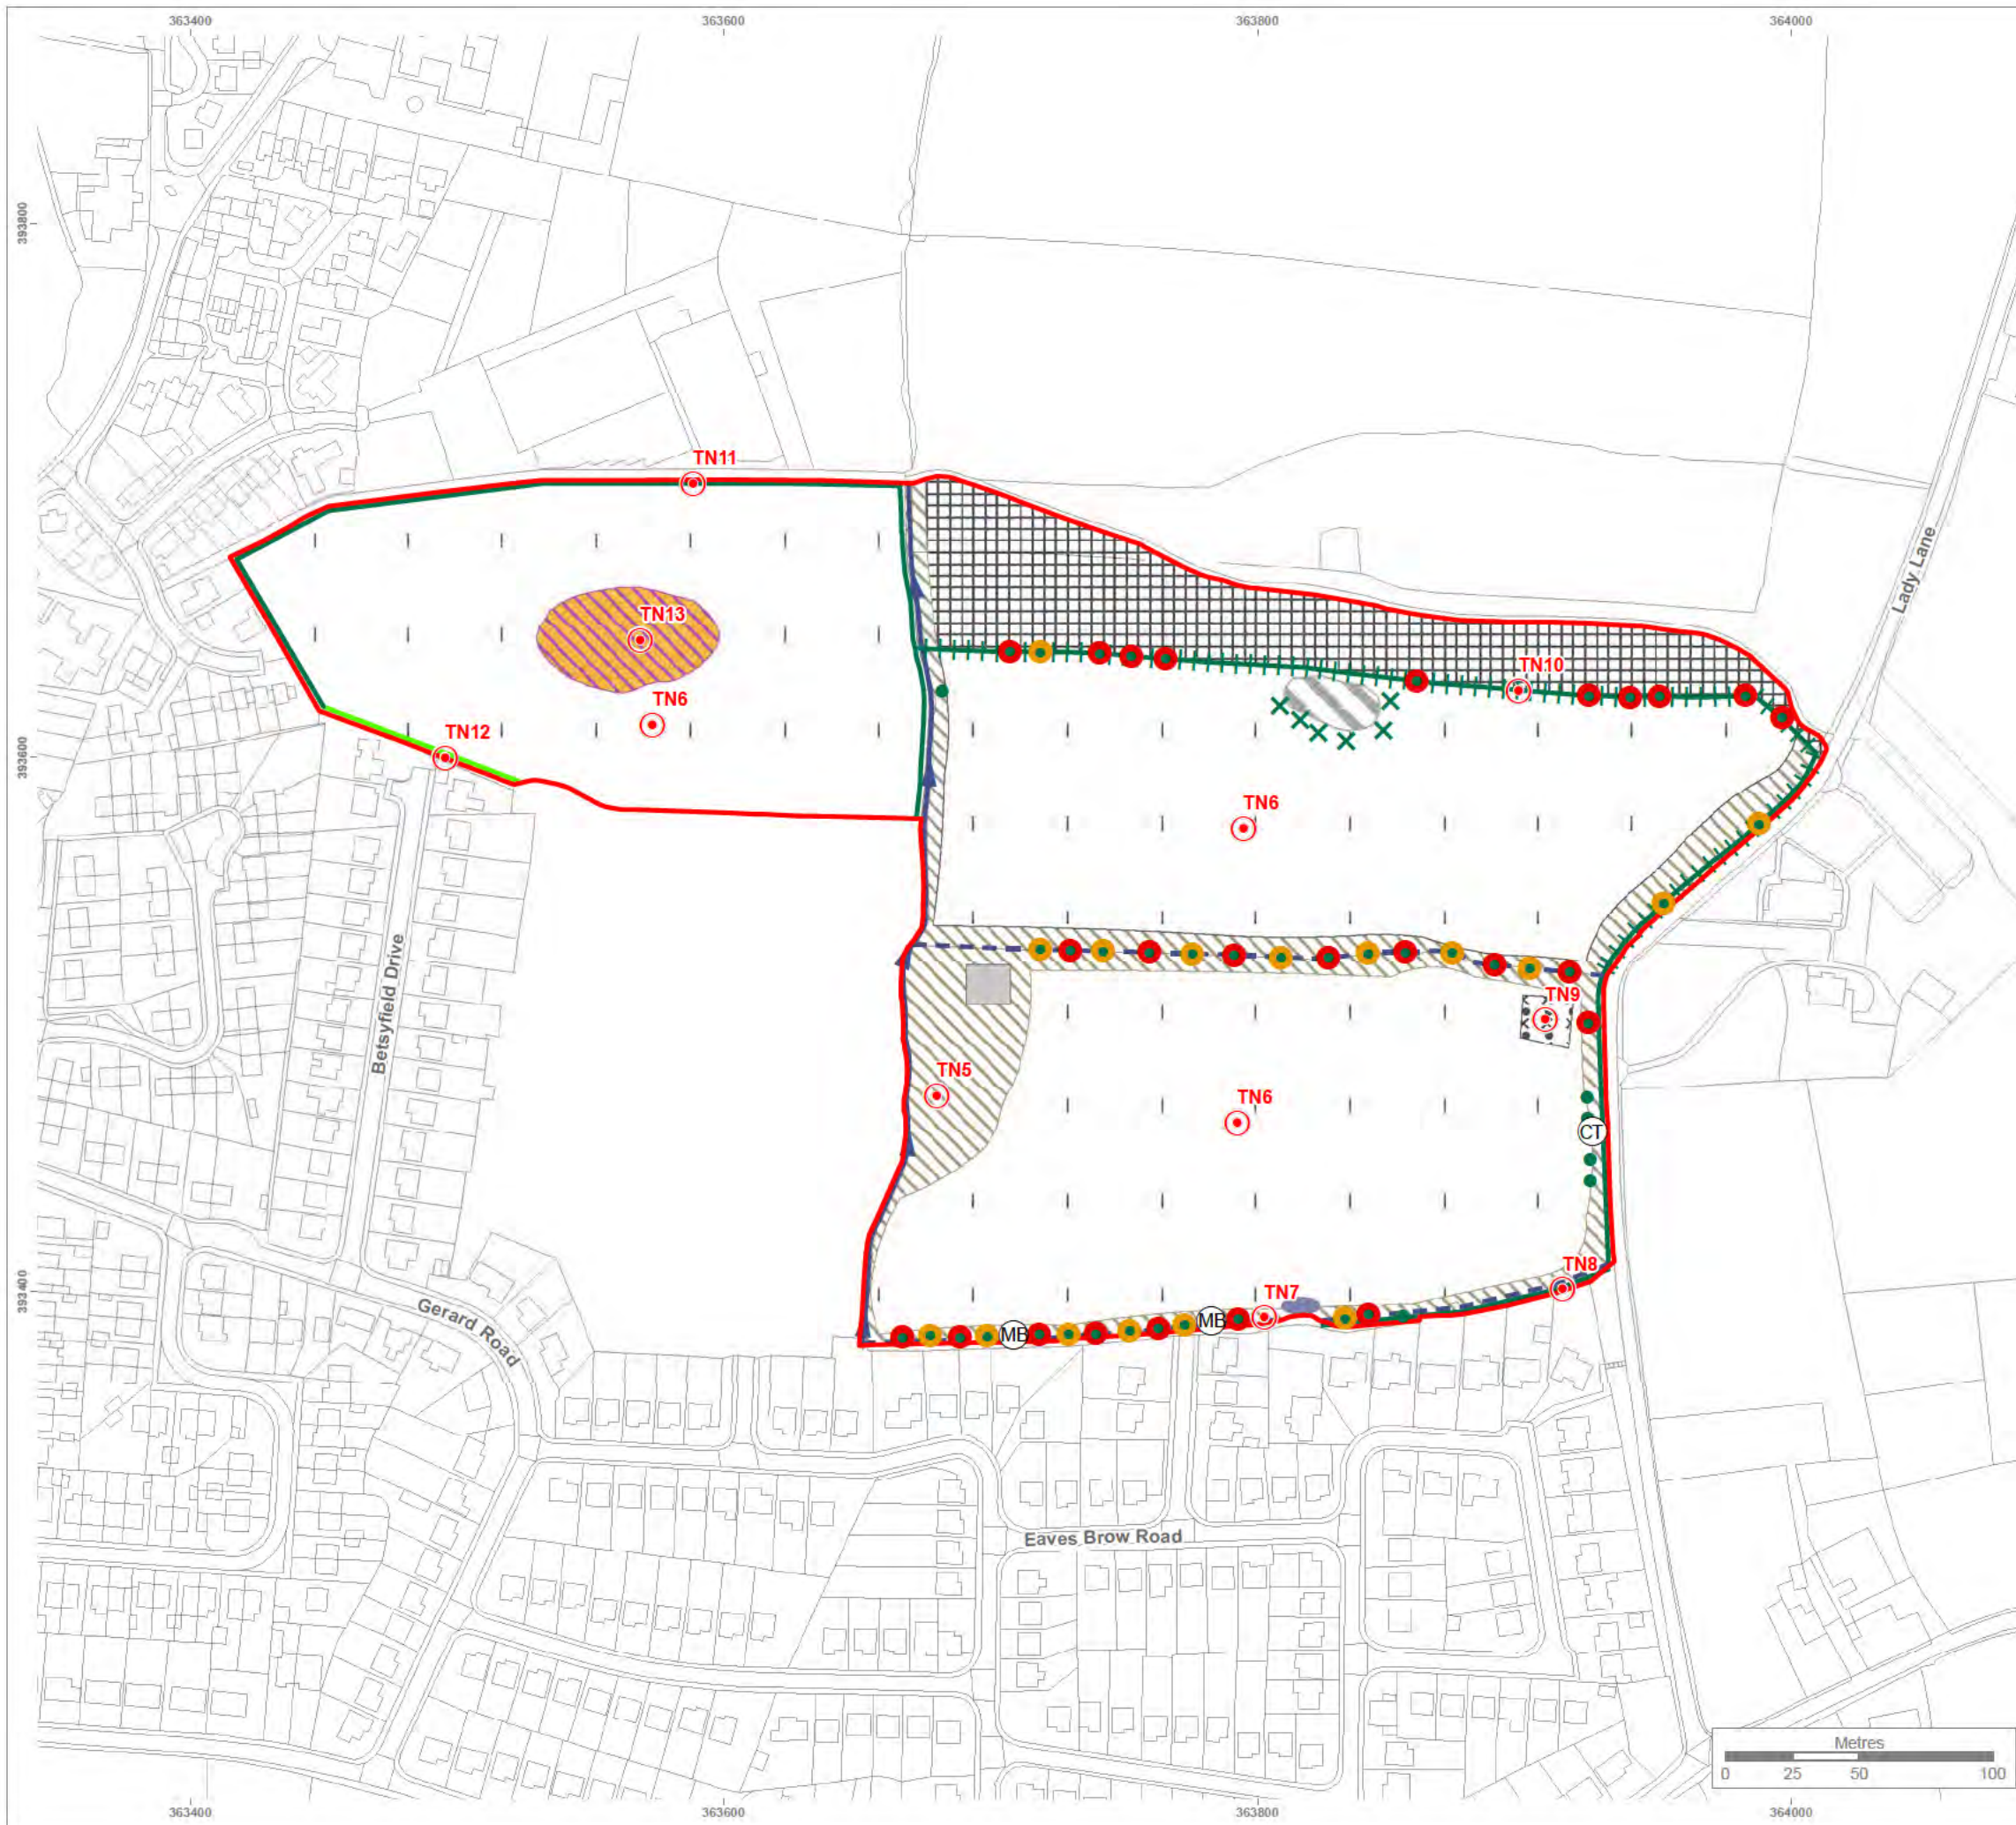 363400
363600
363800
364000
393800
TN11
Lady Lane
TN13
TN10
TN6
TN12
393600
TN6
TN9
Betsyfield Drive
TN5
TN6
CT
TN8
393400
TN7
MB
MB
Gerard Road
Eaves Brow Road
Metres
0 25 50 100
363400
363600
363800
364000